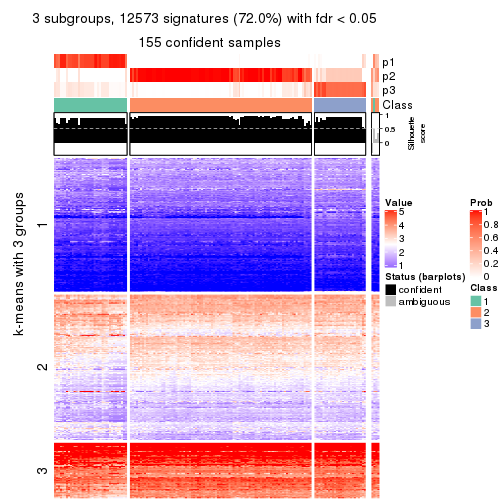 3 subgroups, 12573 signatures (72.0%) with fdr < 0.05
155 confident samples
p1
p2
p3
Class
1
0.5
0
Silhouette
score
k-means with 3 groups
1
2
3
Value
5
4
3
2
1
Status (barplots)
confident
ambiguous
Prob
1
0.8
0.6
0.4
0.2
0
Class
1
2
3